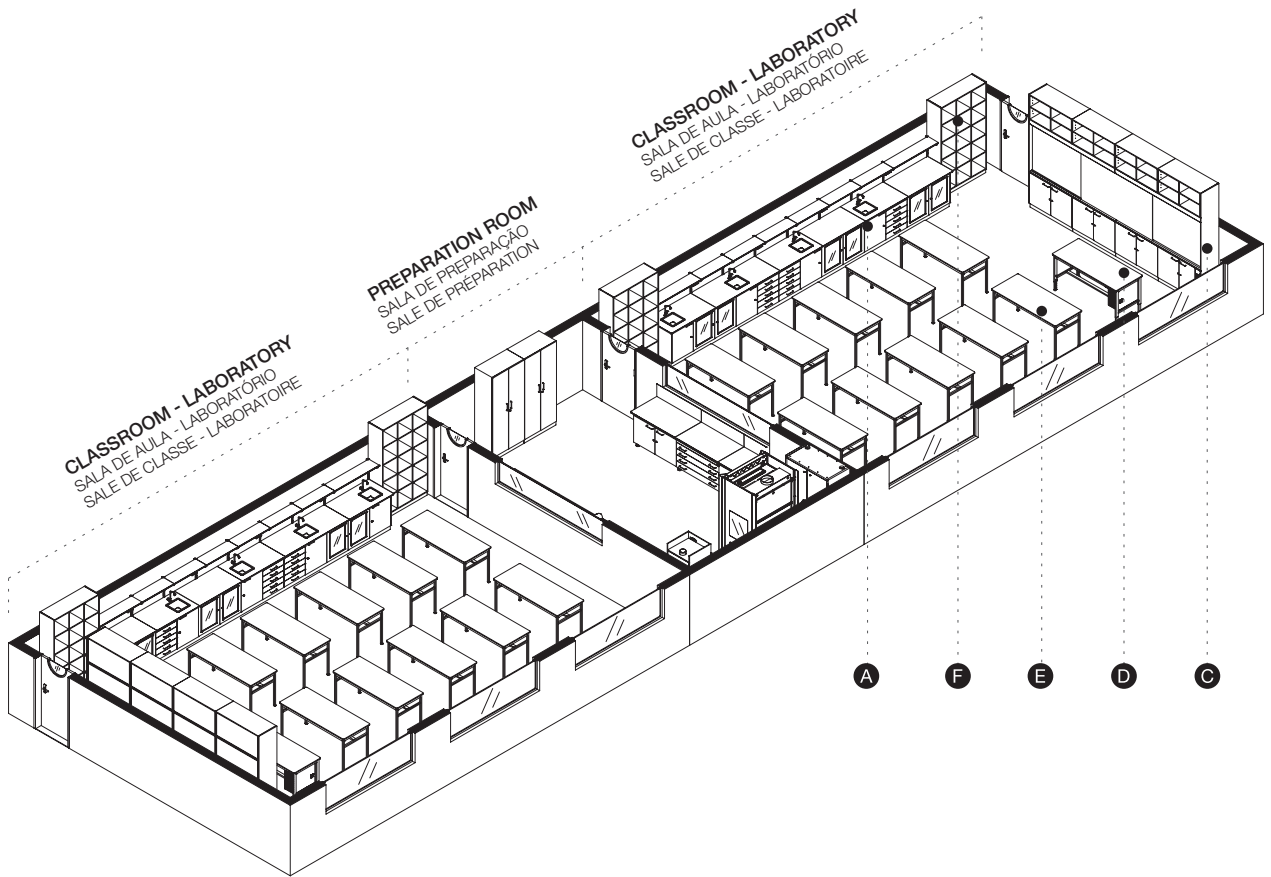 CLASSROOM - LABORATORY
SALA DE AULA - LABORATÓRIO
SALE DE CLASSE - LABORATOIRE
PREPARATION ROOM
SALA DE PREPARAÇÃO
SALE DE PRÉPARATION
CLASSROOM - LABORATORY
SALA DE AULA - LABORATÓRIO
SALE DE CLASSE - LABORATOIRE
A F E D C